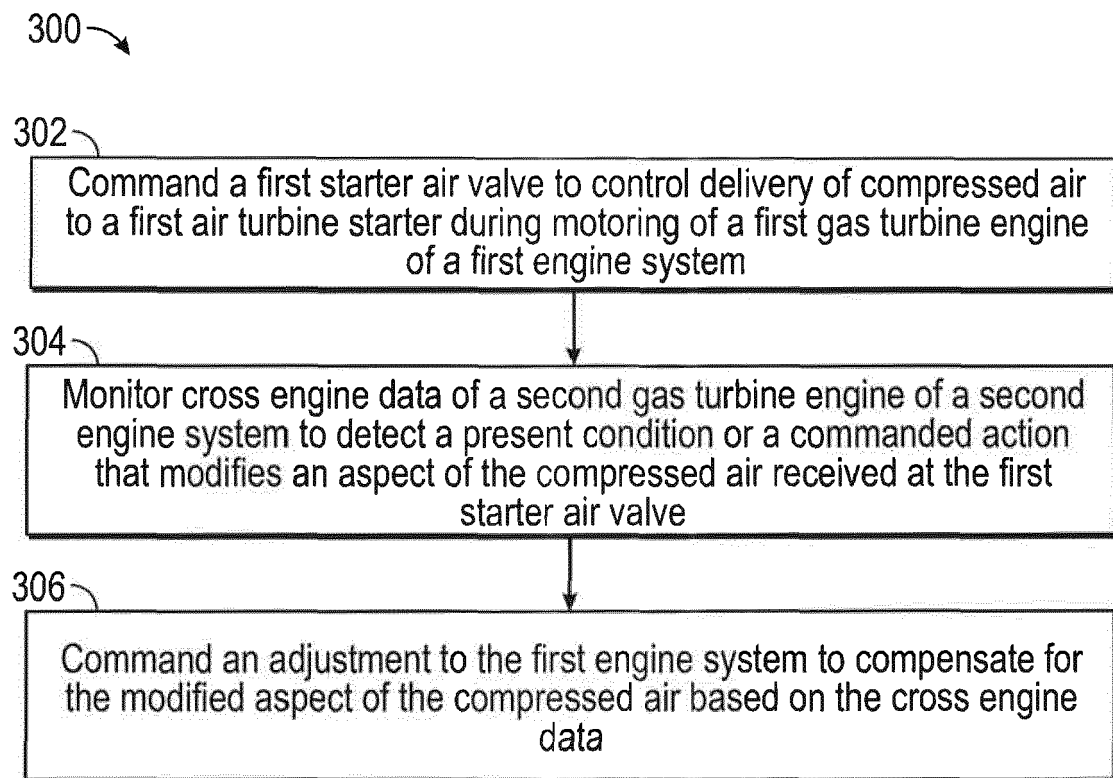 300
302
Command a first starter air valve to control delivery of compressed air
to a first air turbine starter during motoring of a first gas turbine engine
of a first engine system
304
Monitor cross engine data of a second gas turbine engine of a second
engine system to detect a present condition or a commanded action
that modifies an aspect of the compressed air received at the first
starter air valve
306
Command an adjustment to the first engine system to compensate for
the modified aspect of the compressed air based on the cross engine
data